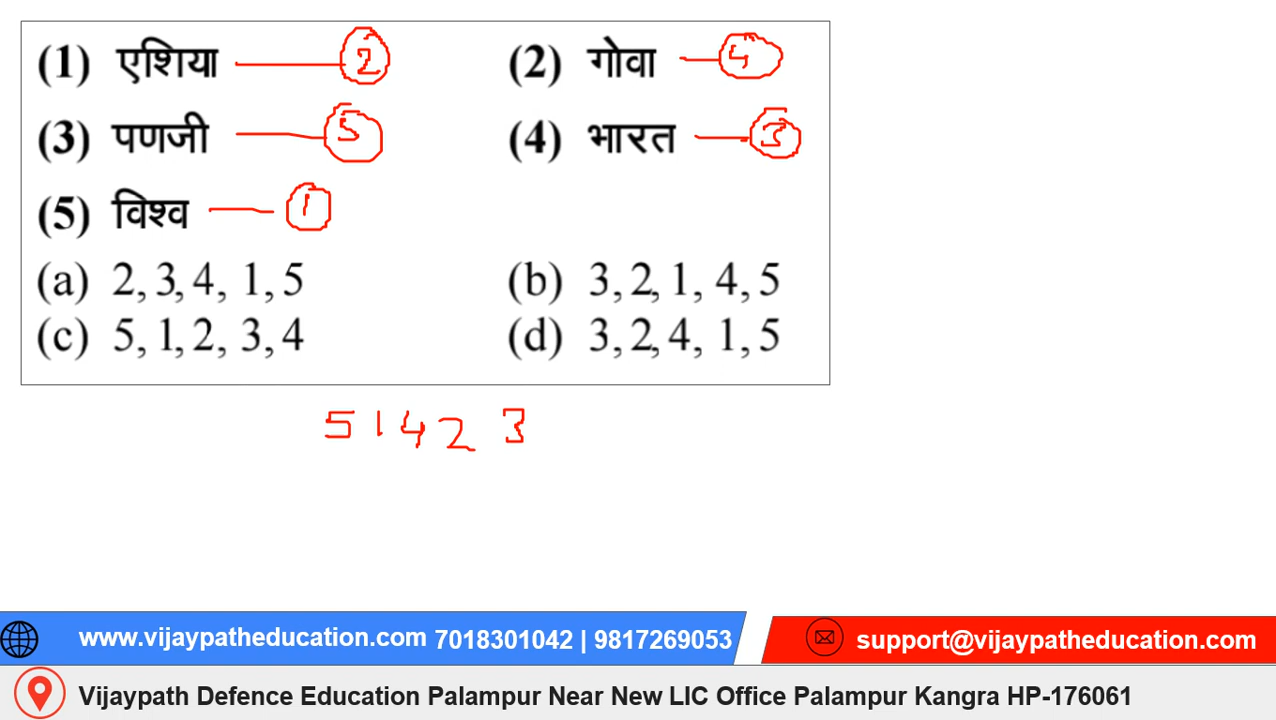 (1) एशिया 2 (2) गोवा 4
(3) पणजी 5 (4) भारत 3
(5) विश्व 1
(a) 2, 3, 4, 1, 5 (b) 3, 2, 1, 4, 5
(c) 5, 1, 2, 3, 4 (d) 3, 2, 4, 1, 5
5 1 4 2 3
www.vijaypatheducation.com 7018301042 | 9817269053 support@vijaypatheducation.com
Vijaypath Defence Education Palampur Near New LIC Office Palampur Kangra HP-176061